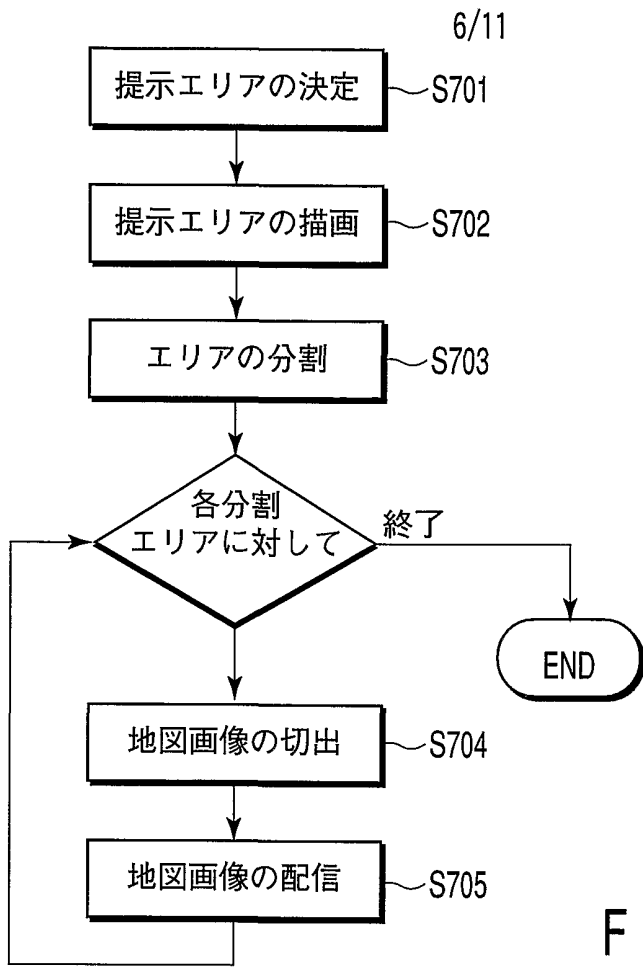 6/11
提示エリアの決定 S701
提示エリアの描画 S702
エリアの分割 S703
各分割
エリアに対して
終了
END
地図画像の切出 S704
地図画像の配信 S705
F